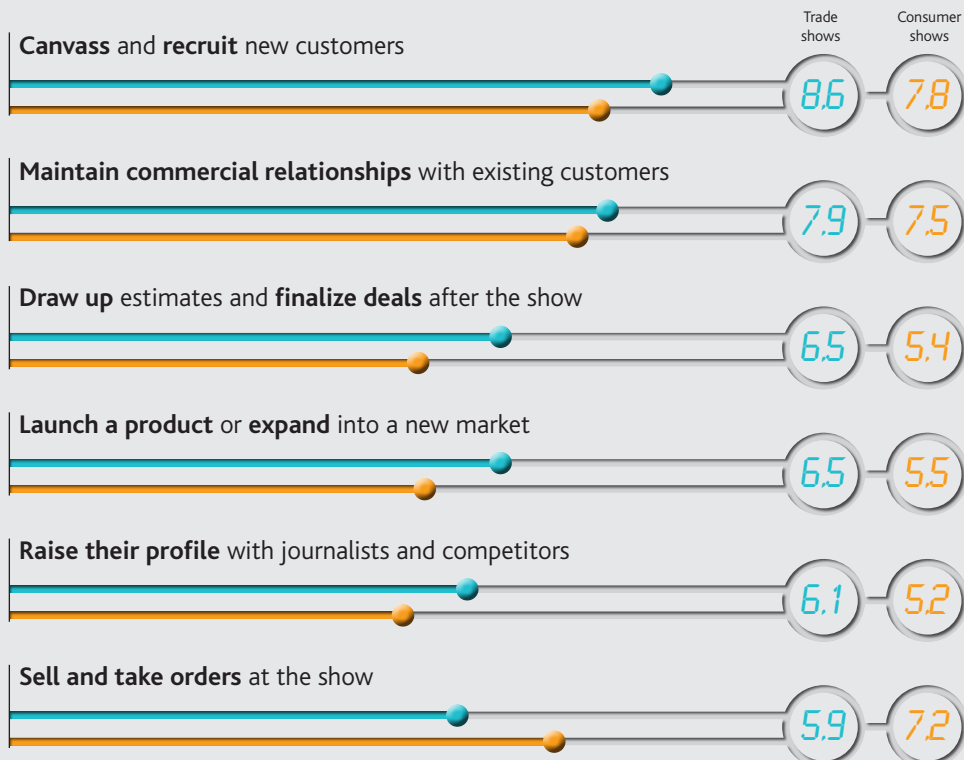 Trade shows
Consumer shows
Canvass and recruit new customers
8.6
7.8
Maintain commercial relationships with existing customers
7.9
7.5
Draw up estimates and finalize deals after the show
6.5
5.4
Launch a product or expand into a new market
6.5
5.5
Raise their profile with journalists and competitors
6.1
5.2
Sell and take orders at the show
5.9
7.2